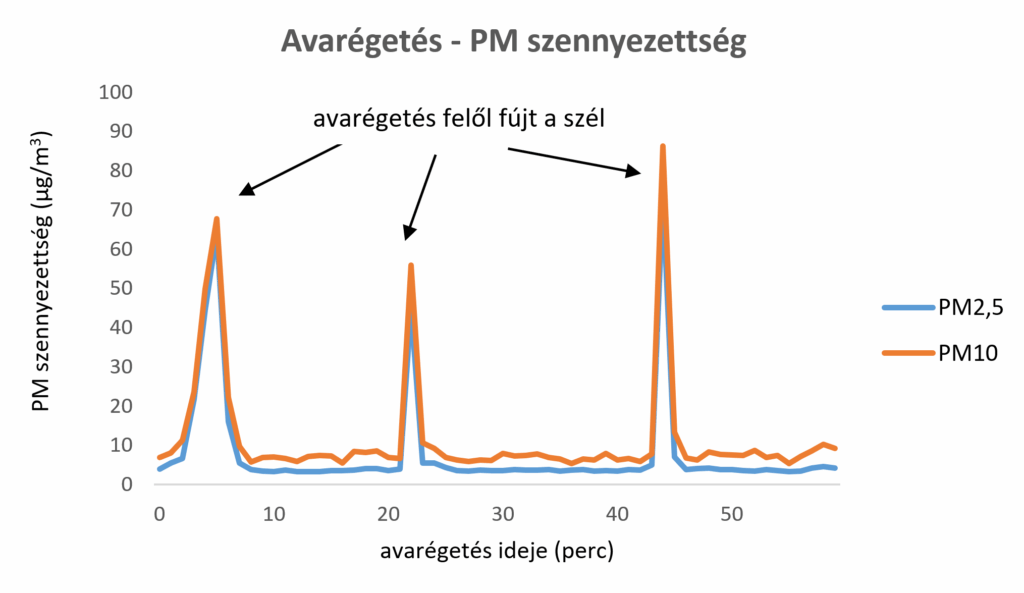 Avarégetés - PM szennyezettség
avarégetés felől fújt a szél
PM szennyezettség (µg/m³)
100
90
80
70
60
50
40
30
20
10
0
0 10 20 30 40 50
avarégetés ideje (perc)
PM2,5
PM10